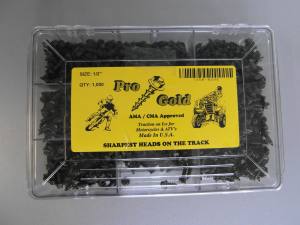 SIZE: 1/2"
QTY: 1,000
Pro Gold
AMA / CMA Approved
Traction on Ice for
Motorcycles & ATV's
Made In U.S.A.
SHARPEST HEADS ON THE TRACK